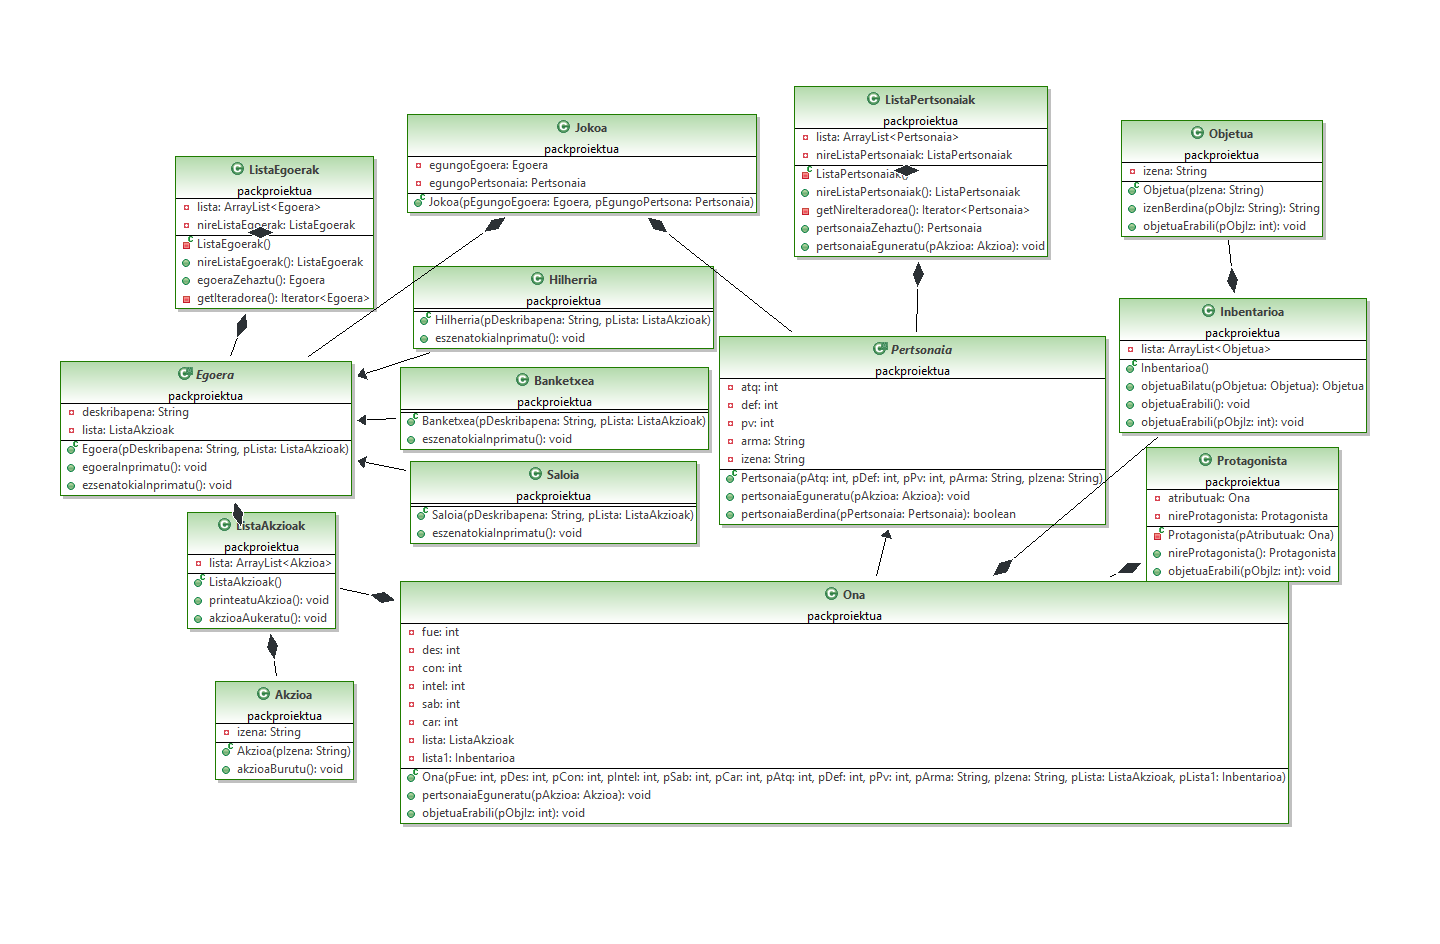 ListaEgoerak
packproiektua
lista: ArrayList<Egoera>
nireListaEgoerak: ListaEgoerak
ListaEgoerak()
nireListaEgoerak(): ListaEgoerak
egoeraZehaztu(): Egoera
getIteradorea(): Iterator<Egoera>
Jokoa
packproiektua
egungoEgoera: Egoera
egungoPertsonaia: Pertsonaia
Jokoa(pEgungoEgoera: Egoera, pEgungoPertsona: Pertsonaia)
ListaPertsonaiak
packproiektua
lista: ArrayList<Pertsonaia>
nireListaPertsonaiak: ListaPertsonaiak
ListaPertsonaiak()
nireListaPertsonaiak(): ListaPertsonaiak
getNireIteradorea(): Iterator<Pertsonaia>
pertsonaiaZehaztu(): Pertsonaia
pertsonaiaEguneratu(pAkzioa: Akzioa): void
Objetua
packproiektua
izena: String
Objetua(pIzena: String)
izenBerdina(pObjIz: String): String
objetuaErabili(pObjIz: int): void
Hilherria
packproiektua
Hilherria(pDeskribapena: String, pLista: ListaAkzioak)
eszenatokiaInprimatu(): void
Inbentarioa
packproiektua
lista: ArrayList<Objetua>
Inbentarioa()
objetuaBilatu(pObjetua: Objetua): Objetua
objetuaErabili(): void
objetuaErabili(pObjIz: int): void
Egoera
packproiektua
deskribapena: String
lista: ListaAkzioak
Egoera(pDeskribapena: String, pLista: ListaAkzioak)
egoeraInprimatu(): void
ezsenatokiaInprimatu(): void
Banketxea
packproiektua
Banketxea(pDeskribapena: String, pLista: ListaAkzioak)
eszenatokiaInprimatu(): void
Pertsonaia
packproiektua
atq: int
def: int
pv: int
arma: String
izena: String
Pertsonaia(pAtq: int, pDef: int, pPv: int, pArma: String, pIzena: String)
pertsonaiaEguneratu(pAkzioa: Akzioa): void
pertsonaiaBerdina(pPertsonaia: Pertsonaia): boolean
Saloia
packproiektua
Saloia(pDeskribapena: String, pLista: ListaAkzioak)
eszenatokiaInprimatu(): void
Protagonista
packproiektua
atributuak: Ona
nireProtagonista: Protagonista
Protagonista(pAtributuak: Ona)
nireProtagonista(): Protagonista
objetuaErabili(pObjIz: int): void
ListaAkzioak
packproiektua
lista: ArrayList<Akzioa>
ListaAkzioak()
printeatuAkzioa(): void
akzioaAukeratu(): void
Ona
packproiektua
fue: int
des: int
con: int
intel: int
sab: int
car: int
lista: ListaAkzioak
lista1: Inbentarioa
Ona(pFue: int, pDes: int, pCon: int, pIntel: int, pSab: int, pCar: int, pAtq: int, pDef: int, pPv: int, pArma: String, pIzena: String, pLista: ListaAkzioak, pLista1: Inbentarioa)
pertsonaiaEguneratu(pAkzioa: Akzioa): void
objetuaErabili(pObjIz: int): void
Akzioa
packproiektua
izena: String
Akzioa(pIzena: String)
akzioaBurutu(): void